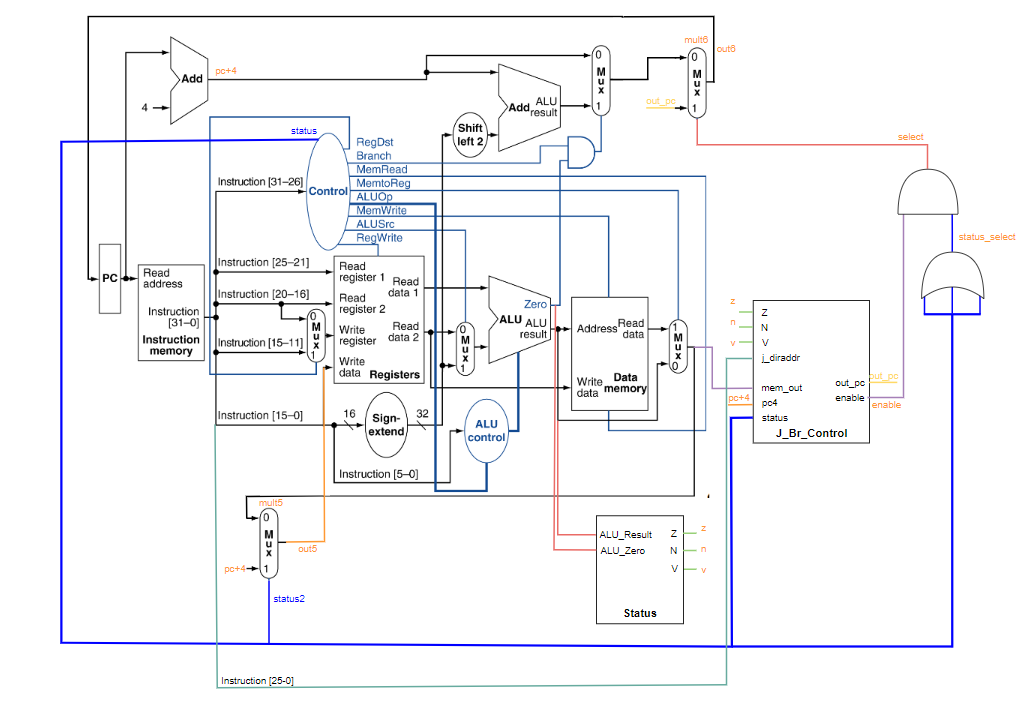 mult6
out6
0
Mux
1
out_pc
Add
pc+4
4
0
Mux
1
Add
ALU
result
Shift
left 2
select
status
Control
RegDst
Branch
MemRead
MemtoReg
ALUOp
MemWrite
ALUSrc
RegWrite
Instruction [31–26]
Instruction [25–21]
Instruction [20–16]
Instruction [15–11]
Instruction [15–0]
PC
Read
address
Instruction
[31–0]
Instruction
memory
0
Mux
1
Read
register 1
Read
data 1
Read
register 2
Write
register
Read
data 2
Write
data
Registers
0
Mux
1
Zero
ALU
ALU
result
Address
Read
data
Write
data
Data
memory
1
Mux
0
16
Sign-
extend
32
ALU
control
Instruction [5–0]
status_select
z
n
v
Z
N
V
j_diraddr
mem_out
pc+4
pc4
status
out_pc
out_pc
enable
enable
J_Br_Control
mult5
0
Mux
1
out5
pc+4
status2
ALU_Result
ALU_Zero
Z
N
V
z
n
v
Status
Instruction [25-0]